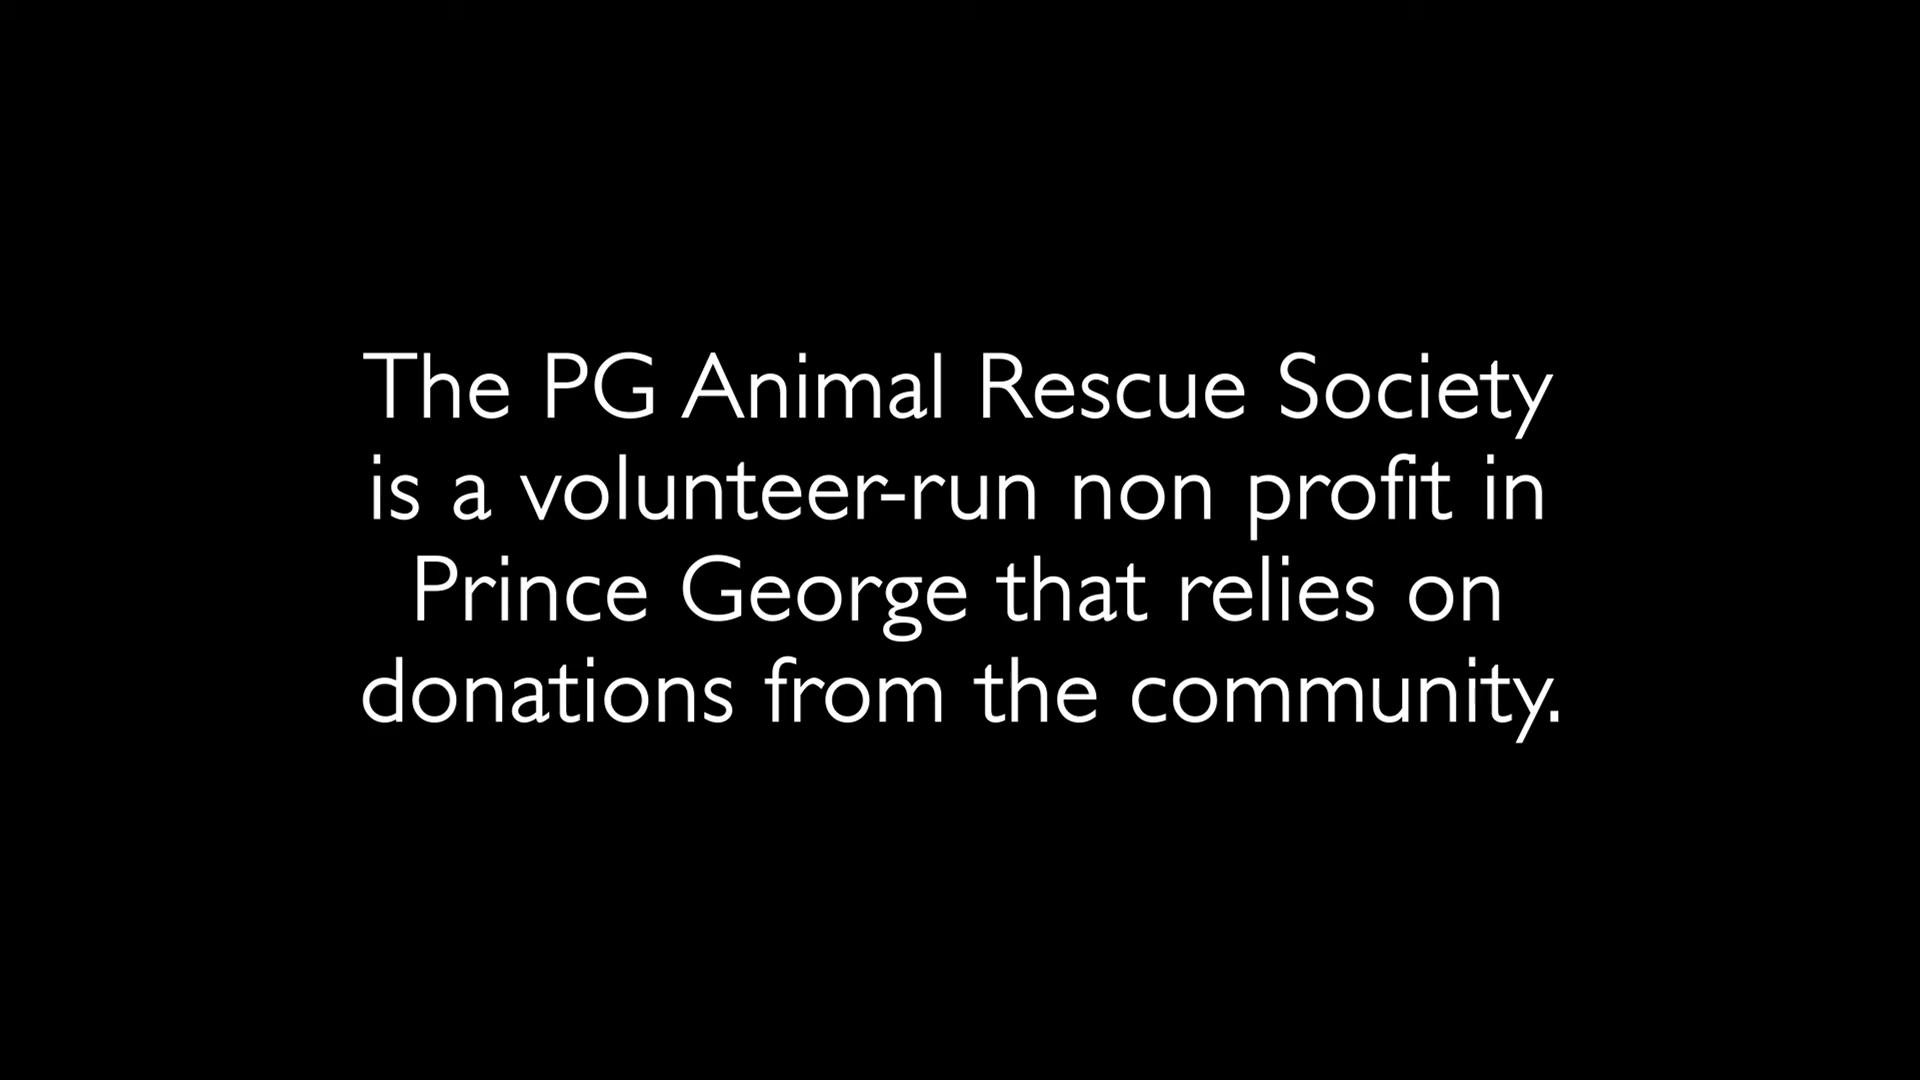 The PG Animal Rescue Society
is a volunteer-run non profit in
Prince George that relies on
donations from the community.